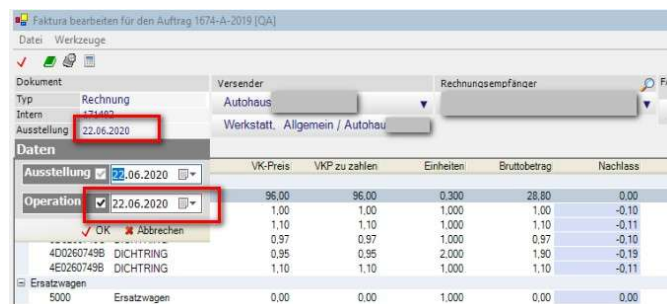 Faktura bearbeiten für den Auftrag 1674-A-2019 [QA]
Datei Werkzeuge
Dokument Versender Rechnungsempfänger
Typ Rechnung Autohaus
Intern 171402
Ausstellung 22.06.2020 Werkstatt, Allgemein / Autohau
Daten
Ausstellung 22.06.2020 VK-Preis VKP zu zahlen Einheiten Bruttobetrag Nachlass
Operation 22.06.2020 96,00 96,00 0,300 28,80 0,00
1,00 1,00 1,000 1,00 -0,10
OK Abbrechen 1,10 1,10 1,000 1,10 -0,11
DICHTRING 0,97 0,97 1,000 0,97 -0,10
4D0260749B DICHTRING 0,95 0,95 2,000 1,90 -0,19
4E0260749B DICHTRING 1,10 1,10 1,000 1,10 -0,11
Ersatzwagen
5000 Ersatzwagen 0,00 0,00 1,000 0,00 0,00